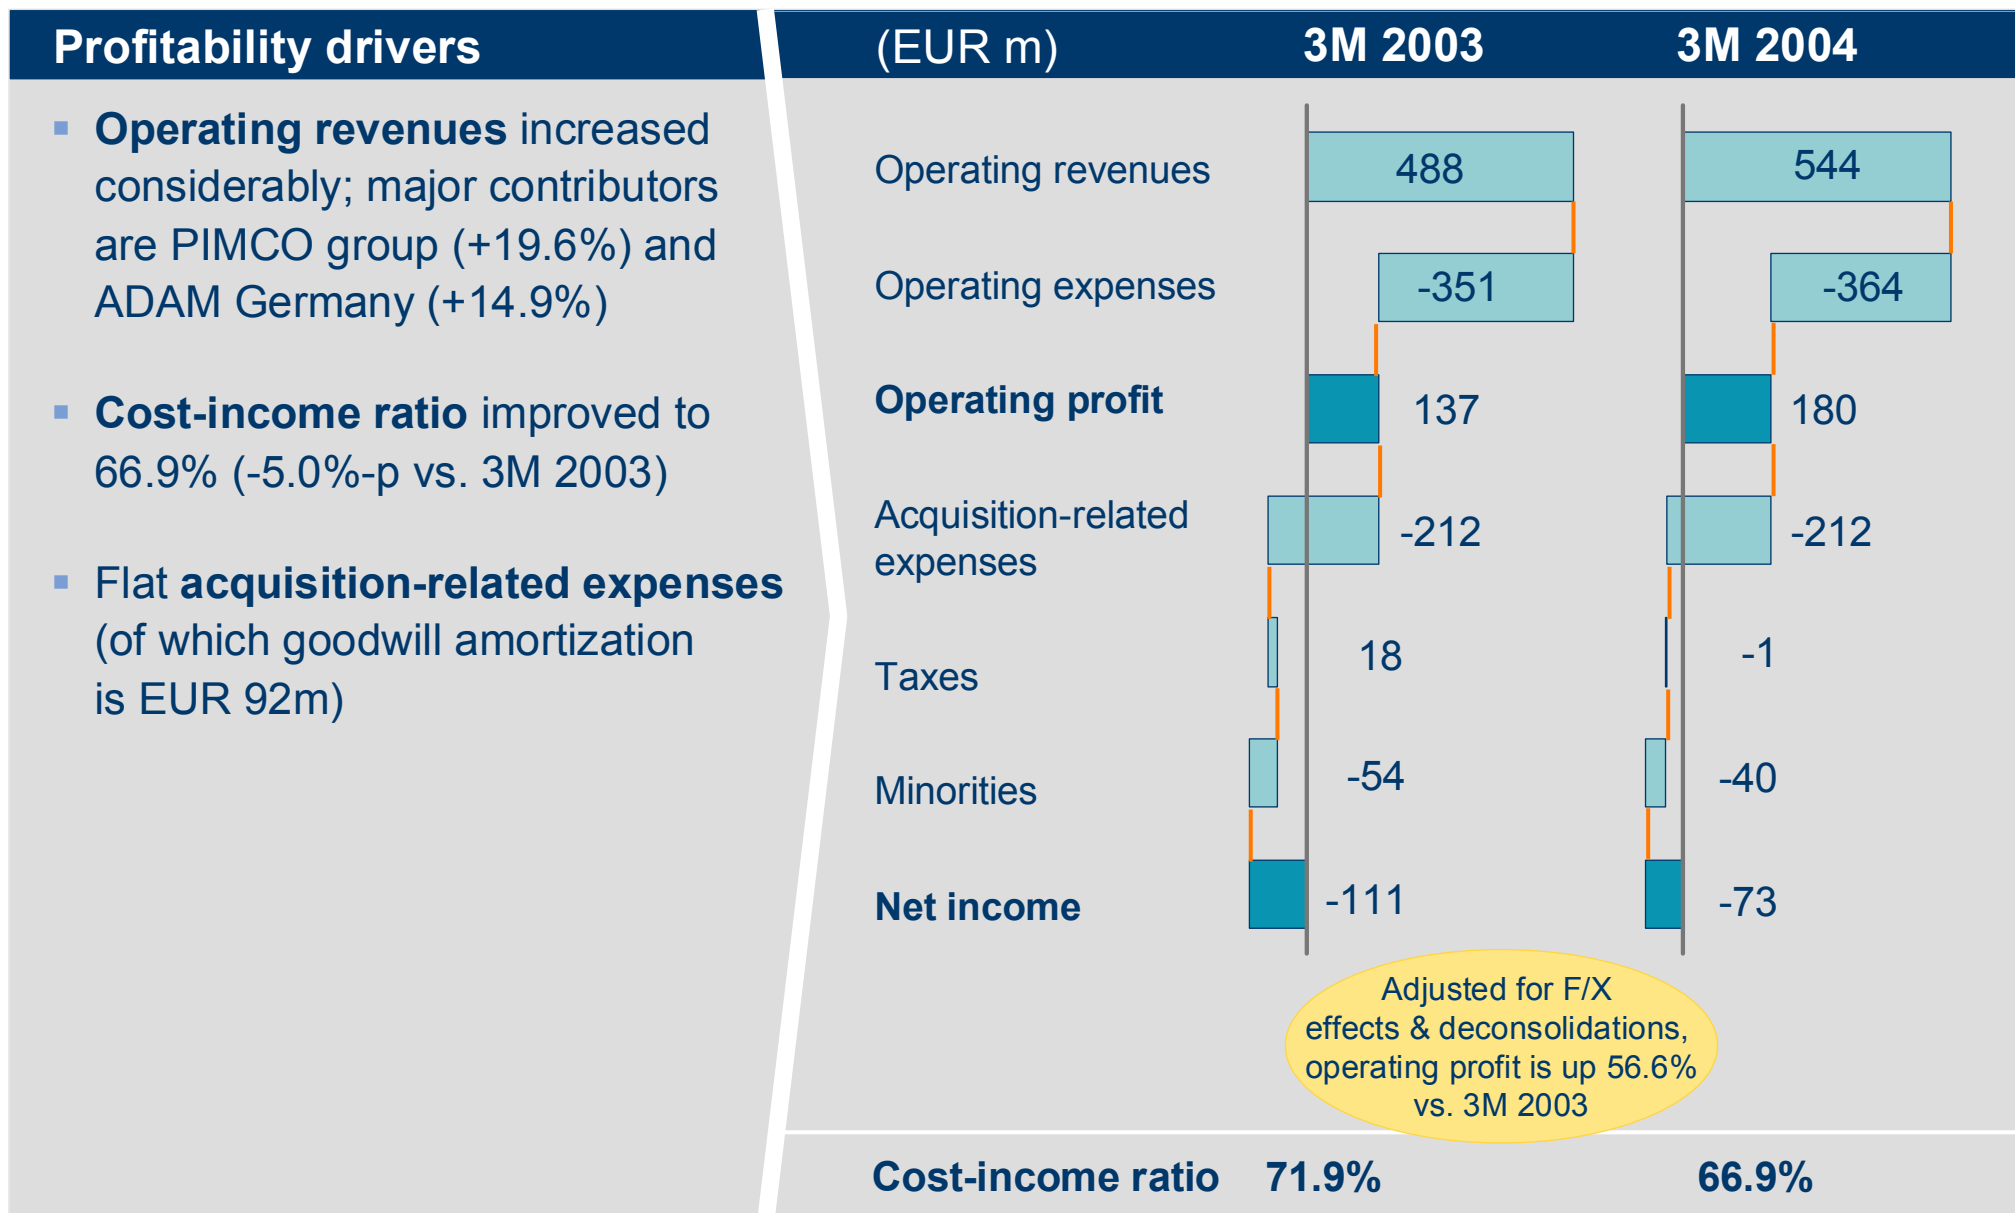 Profitability drivers
Operating revenues increased
considerably; major contributors
are PIMCO group (+19.6%) and
ADAM Germany (+14.9%)
Cost-income ratio improved to
66.9% (-5.0%-p vs. 3M 2003)
Flat acquisition-related expenses
(of which goodwill amortization
is EUR 92m)
(EUR m) 3M 2003 3M 2004
Operating revenues 488 544
Operating expenses -351 -364
Operating profit 137 180
Acquisition-related
expenses -212 -212
Taxes 18 -1
Minorities -54 -40
Net income -111 -73
Adjusted for F/X
effects & deconsolidations,
operating profit is up 56.6%
vs. 3M 2003
Cost-income ratio 71.9% 66.9%